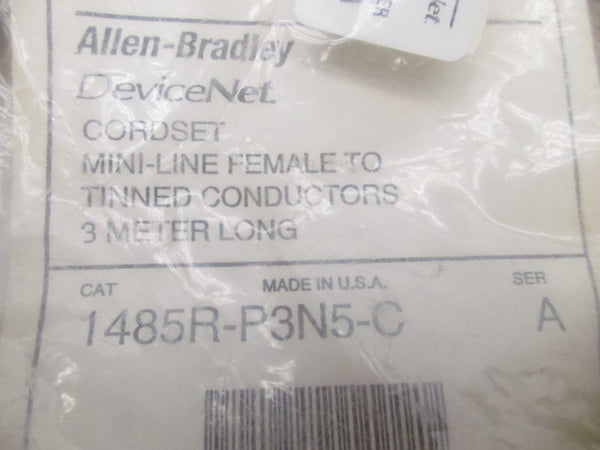 Allen-Bradley
DeviceNet
CORDSET
MINI-LINE FEMALE TO
TINNED CONDUCTORS
3 METER LONG
CAT MADE IN U.S.A. SER
1485R-P3N5-C A